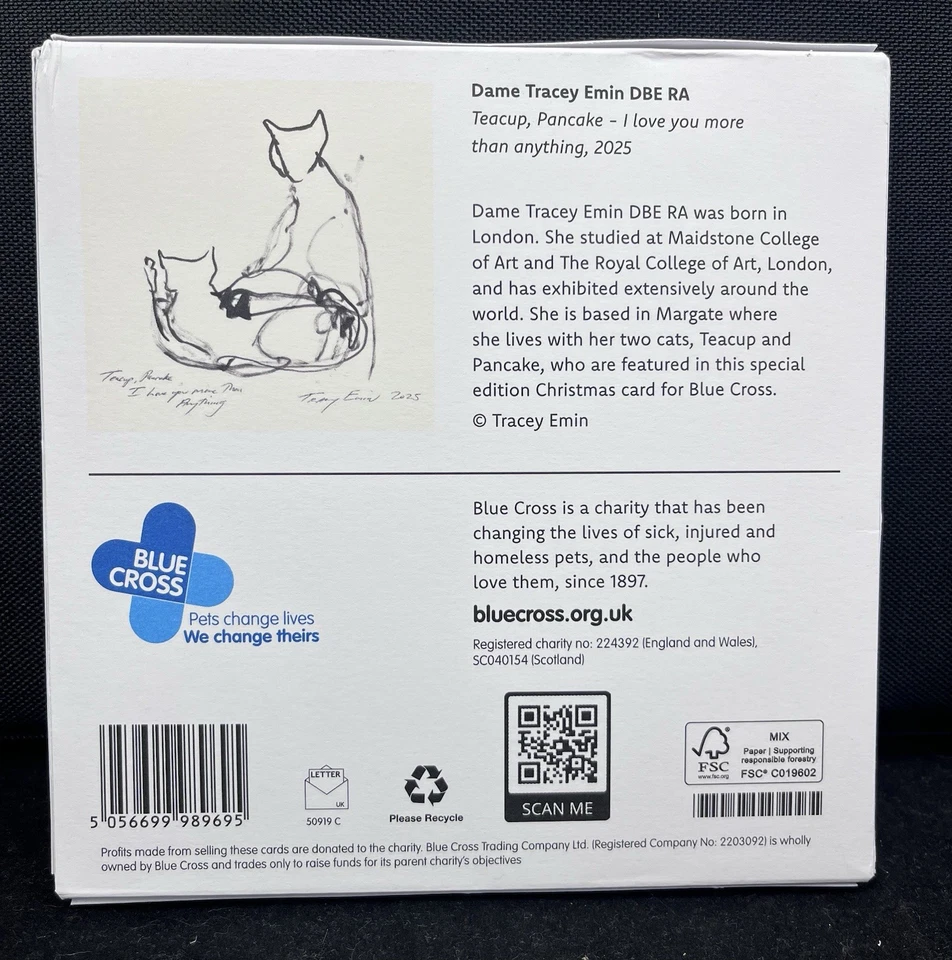 Dame Tracey Emin DBE RA
Teacup, Pancake - I love you more
than anything, 2025
Dame Tracey Emin DBE RA was born in
London. She studied at Maidstone College
of Art and The Royal College of Art, London,
and has exhibited extensively around the
world. She is based in Margate where
she lives with her two cats, Teacup and
Pancake, who are featured in this special
edition Christmas card for Blue Cross.
© Tracey Emin
Teacup, Pancake
I love you more Than
Anything
Tracey Emin 2025
BLUE
CROSS
Pets change lives
We change theirs
Blue Cross is a charity that has been
changing the lives of sick, injured and
homeless pets, and the people who
love them, since 1897.
bluecross.org.uk
Registered charity no: 224392 (England and Wales),
SC040154 (Scotland)
5 056699 989695
LETTER
UK
50919 C
Please Recycle
SCAN ME
FSC
www.fsc.org
MIX
Paper | Supporting
responsible forestry
FSC® C019602
Profits made from selling these cards are donated to the charity. Blue Cross Trading Company Ltd. (Registered Company No: 2203092) is wholly
owned by Blue Cross and trades only to raise funds for its parent charity's objectives